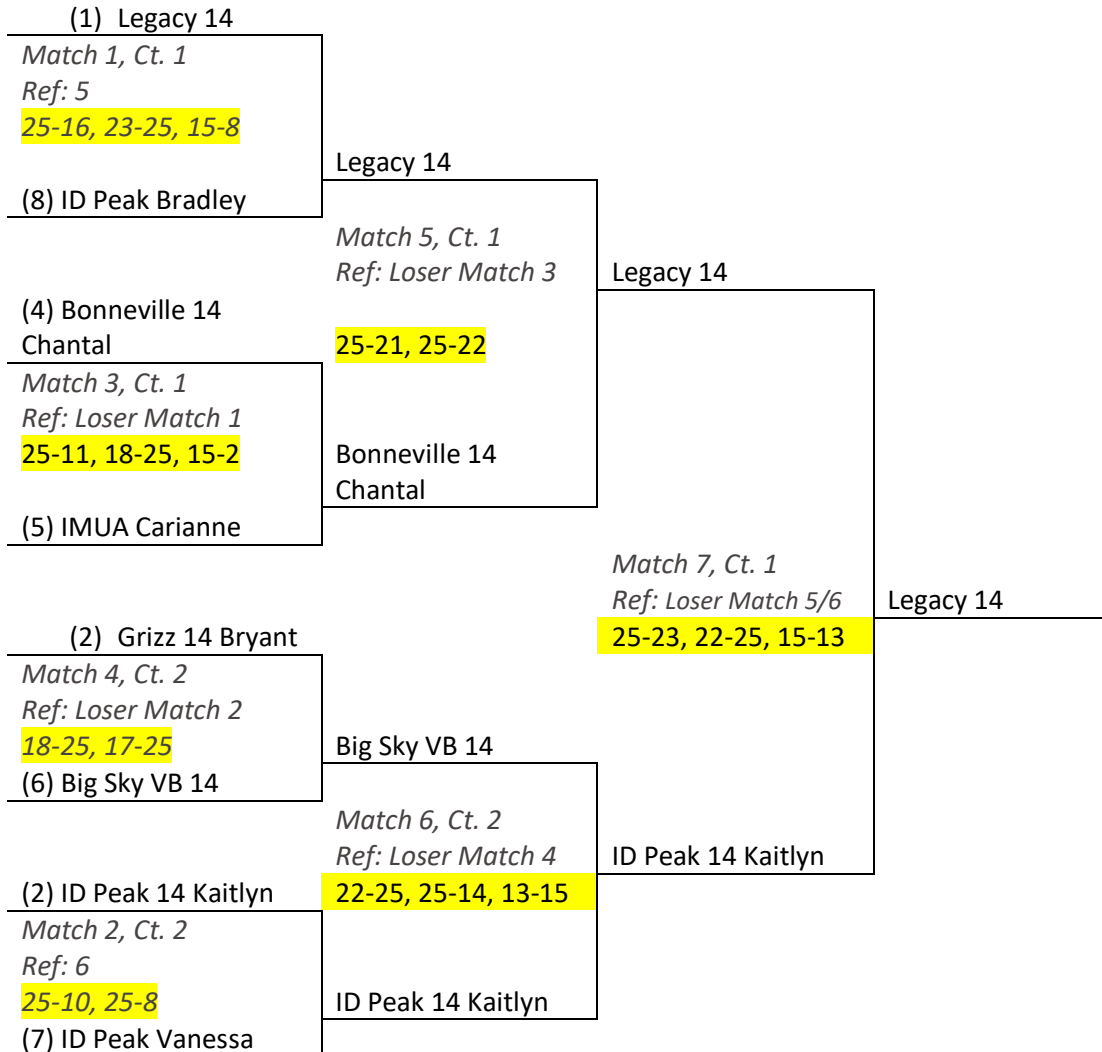 (1) Legacy 14
Match 1, Ct. 1
Ref: 5
25-16, 23-25, 15-8
(8) ID Peak Bradley
Legacy 14
Match 5, Ct. 1
Ref: Loser Match 3
25-21, 25-22
Legacy 14
(4) Bonneville 14
Chantal
Match 3, Ct. 1
Ref: Loser Match 1
25-11, 18-25, 15-2
(5) IMUA Carianne
Bonneville 14
Chantal
Match 7, Ct. 1
Ref: Loser Match 5/6
25-23, 22-25, 15-13
Legacy 14
(2) Grizz 14 Bryant
Match 4, Ct. 2
Ref: Loser Match 2
18-25, 17-25
(6) Big Sky VB 14
Big Sky VB 14
Match 6, Ct. 2
Ref: Loser Match 4
22-25, 25-14, 13-15
ID Peak 14 Kaitlyn
(2) ID Peak 14 Kaitlyn
Match 2, Ct. 2
Ref: 6
25-10, 25-8
(7) ID Peak Vanessa
ID Peak 14 Kaitlyn